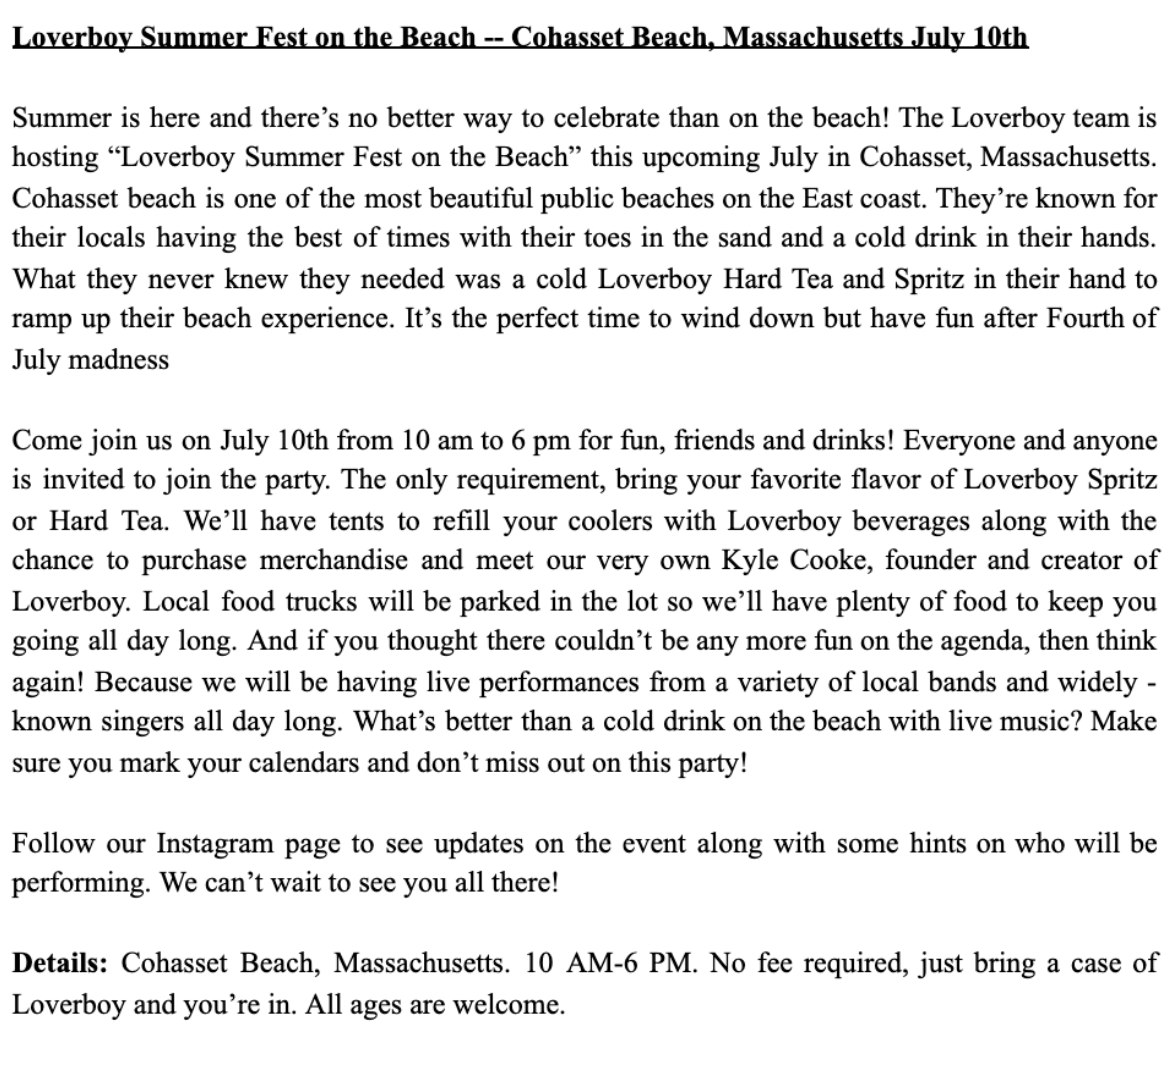 Loverboy Summer Fest on the Beach -- Cohasset Beach, Massachusetts July 10th
Summer is here and there’s no better way to celebrate than on the beach! The Loverboy team is
hosting “Loverboy Summer Fest on the Beach” this upcoming July in Cohasset, Massachusetts.
Cohasset beach is one of the most beautiful public beaches on the East coast. They’re known for
their locals having the best of times with their toes in the sand and a cold drink in their hands.
What they never knew they needed was a cold Loverboy Hard Tea and Spritz in their hand to
ramp up their beach experience. It’s the perfect time to wind down but have fun after Fourth of
July madness
Come join us on July 10th from 10 am to 6 pm for fun, friends and drinks! Everyone and anyone
is invited to join the party. The only requirement, bring your favorite flavor of Loverboy Spritz
or Hard Tea. We’ll have tents to refill your coolers with Loverboy beverages along with the
chance to purchase merchandise and meet our very own Kyle Cooke, founder and creator of
Loverboy. Local food trucks will be parked in the lot so we’ll have plenty of food to keep you
going all day long. And if you thought there couldn’t be any more fun on the agenda, then think
again! Because we will be having live performances from a variety of local bands and widely -
known singers all day long. What’s better than a cold drink on the beach with live music? Make
sure you mark your calendars and don’t miss out on this party!
Follow our Instagram page to see updates on the event along with some hints on who will be
performing. We can’t wait to see you all there!
Details: Cohasset Beach, Massachusetts. 10 AM-6 PM. No fee required, just bring a case of
Loverboy and you’re in. All ages are welcome.